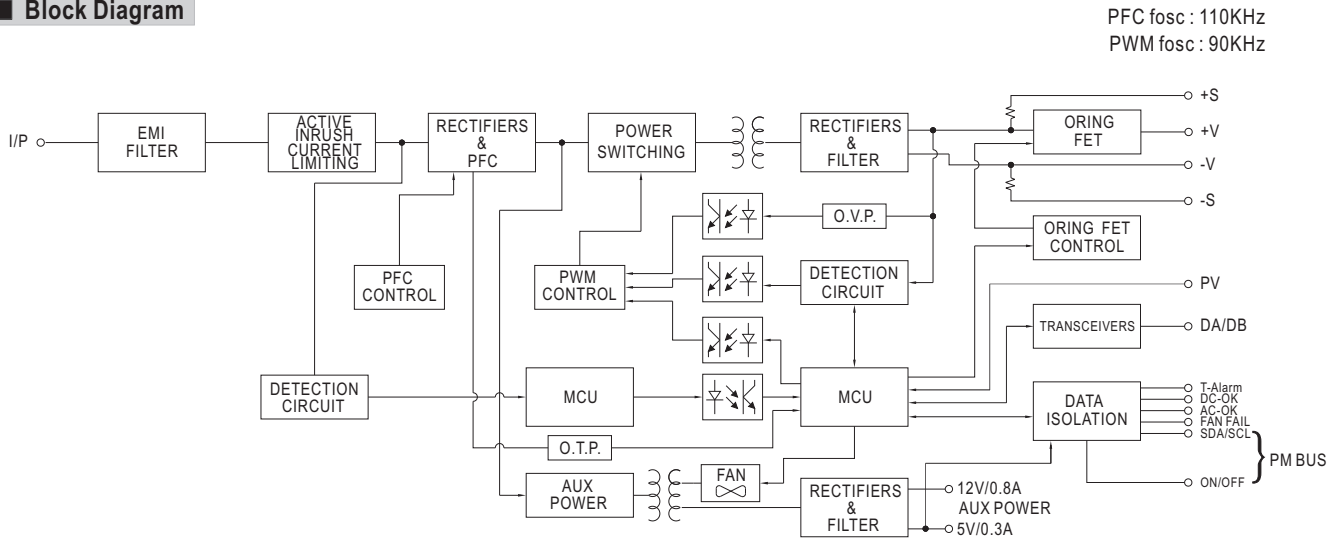 Block Diagram
PFC fosc : 110KHz
PWM fosc : 90KHz
I/P
EMI
FILTER
ACTIVE
INRUSH
CURRENT
LIMITING
RECTIFIERS
&
PFC
POWER
SWITCHING
RECTIFIERS
&
FILTER
ORING
FET
+S
+V
-V
-S
O.V.P.
ORING FET
CONTROL
PFC
CONTROL
PWM
CONTROL
DETECTION
CIRCUIT
PV
TRANSCEIVERS
DA/DB
DETECTION
CIRCUIT
MCU
MCU
DATA
ISOLATION
T-Alarm
DC-OK
AC-OK
FAN FAIL
SDA/SCL
PM BUS
ON/OFF
O.T.P.
AUX
POWER
FAN
RECTIFIERS
&
FILTER
12V/0.8A
AUX POWER
5V/0.3A